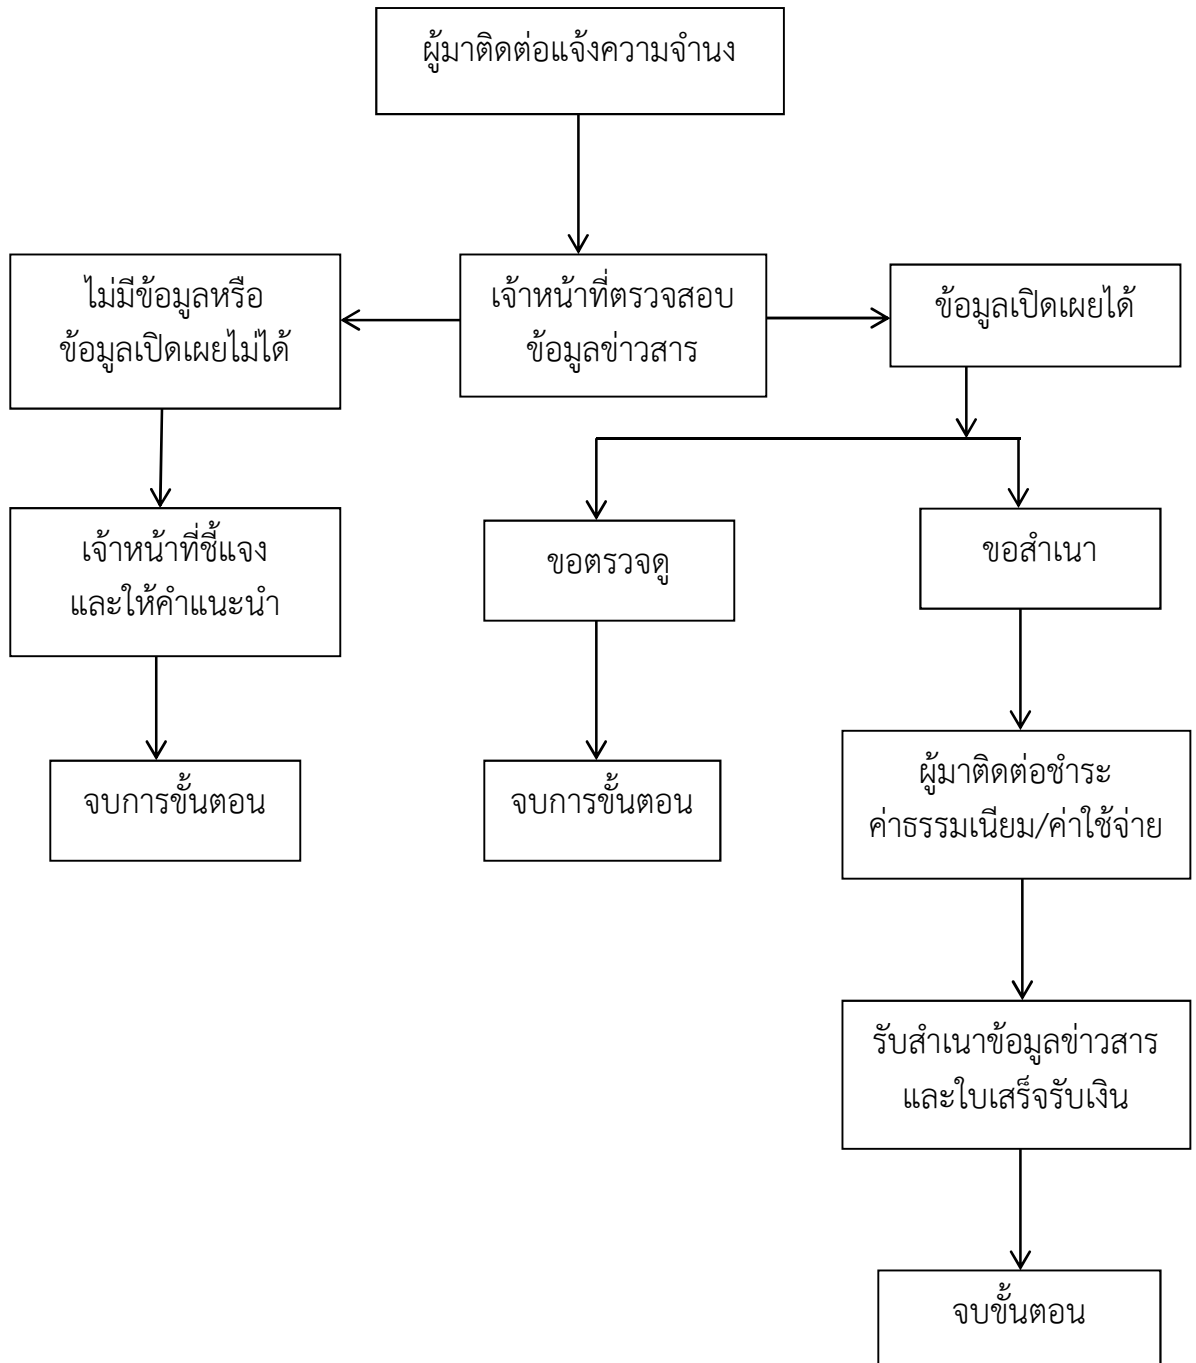 ผู้มาติดต่อแจ้งความจำนง
ไม่มีข้อมูลหรือ
ข้อมูลเปิดเผยไม่ได้
เจ้าหน้าที่ตรวจสอบ
ข้อมูลข่าวสาร
ข้อมูลเปิดเผยได้
เจ้าหน้าที่ชี้แจง
และให้คำแนะนำ
ขอตรวจดู
ขอสำเนา
จบการขั้นตอน
จบการขั้นตอน
ผู้มาติดต่อชำระ
ค่าธรรมเนียม/ค่าใช้จ่าย
รับสำเนาข้อมูลข่าวสาร
และใบเสร็จรับเงิน
จบขั้นตอน